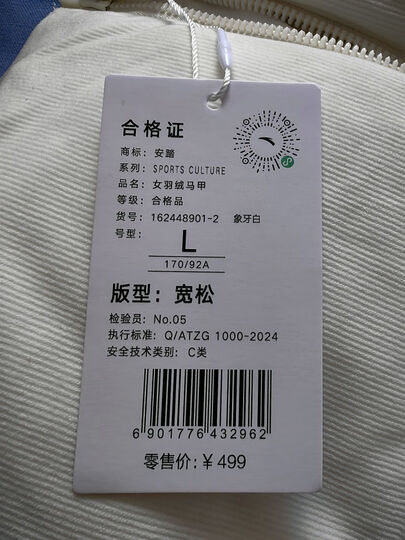 合格证
商标：安踏
系列：SPORTS CULTURE
品名：女羽绒马甲
等级：合格品
货号：162448901-2 象牙白
号型：L
170/92A
版型：宽松
检验员：No.05
执行标准：Q/ATZG 1000-2024
安全技术类别：C类
6 901776 432962
零售价：¥ 499